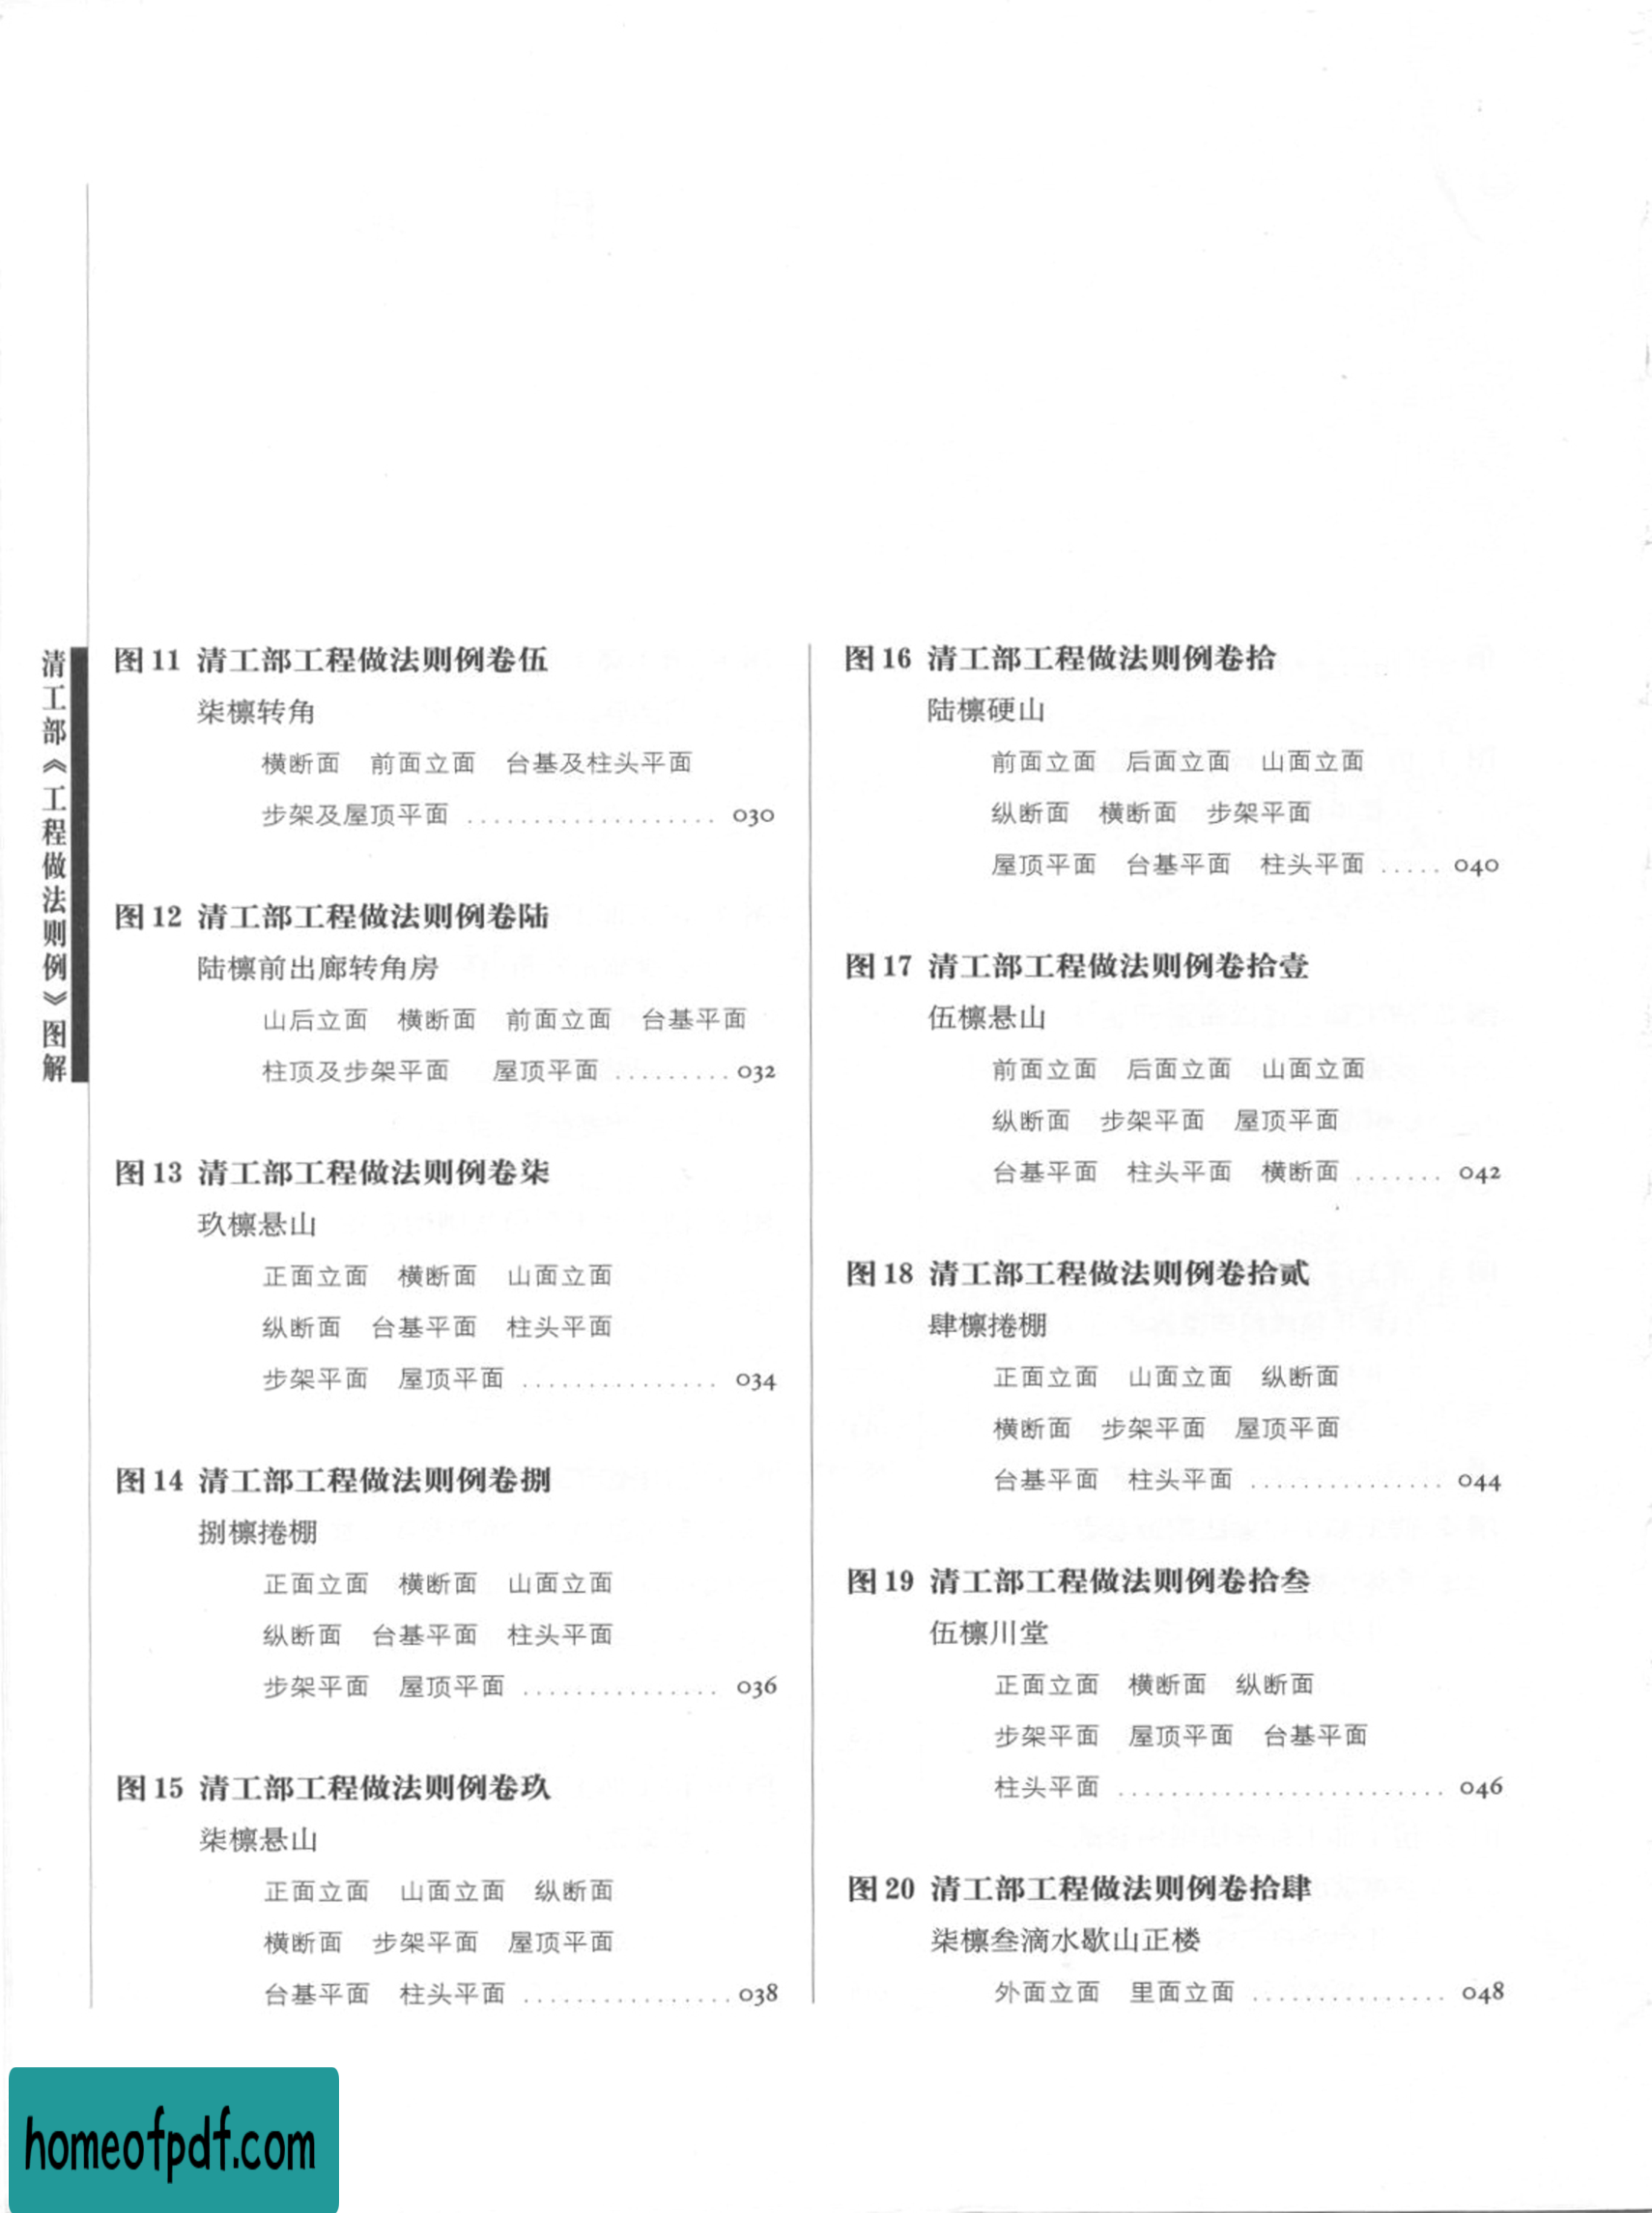 清工部《工程做法则例》图解
图11 清工部工程做法则例卷伍
柒檩转角
横断面 前面立面 台基及柱头平面
步架及屋顶平面 ................... 030
图12 清工部工程做法则例卷陆
陆檩前出廊转角房
山后立面 横断面 前面立面 台基平面
柱顶及步架平面 屋顶平面 ......... 032
图13 清工部工程做法则例卷柒
玖檩悬山
正面立面 横断面 山面立面
纵断面 台基平面 柱头平面
步架平面 屋顶平面 ............... 034
图14 清工部工程做法则例卷捌
捌檩捲棚
正面立面 横断面 山面立面
纵断面 台基平面 柱头平面
步架平面 屋顶平面 ............... 036
图15 清工部工程做法则例卷玖
柒檩悬山
正面立面 山面立面 纵断面
横断面 步架平面 屋顶平面
台基平面 柱头平面 ................ 038
图16 清工部工程做法则例卷拾
陆檩硬山
前面立面 后面立面 山面立面
纵断面 横断面 步架平面
屋顶平面 台基平面 柱头平面 ..... 040
图17 清工部工程做法则例卷拾壹
伍檩悬山
前面立面 后面立面 山面立面
纵断面 步架平面 屋顶平面
台基平面 柱头平面 横断面 ....... 042
图18 清工部工程做法则例卷拾贰
肆檩捲棚
正面立面 山面立面 纵断面
横断面 步架平面 屋顶平面
台基平面 柱头平面 ............... 044
图19 清工部工程做法则例卷拾叁
伍檩川堂
正面立面 横断面 纵断面
步架平面 屋顶平面 台基平面
柱头平面 ......................... 046
图20 清工部工程做法则例卷拾肆
柒檩叁滴水歇山正楼
外面立面 里面立面 ............... 048
homeofpdf.com